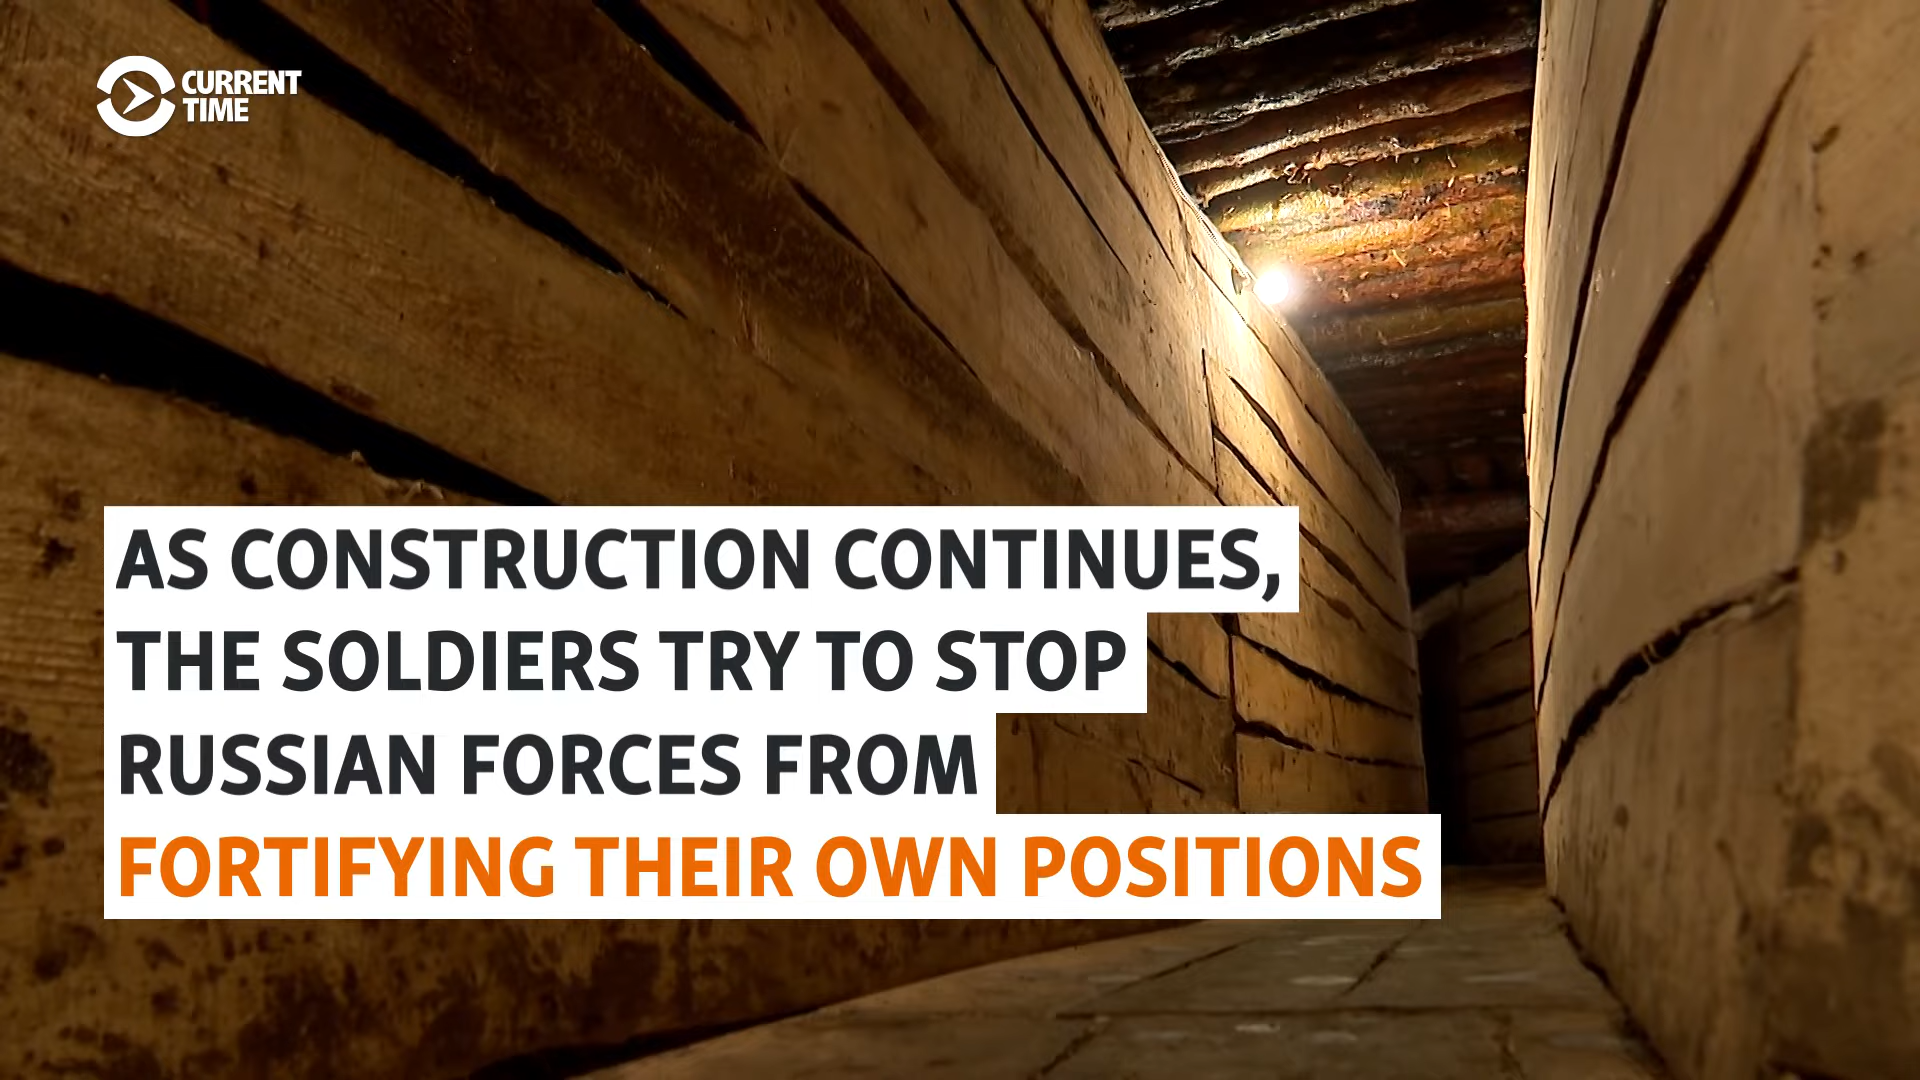 CURRENT
TIME
AS CONSTRUCTION CONTINUES,
THE SOLDIERS TRY TO STOP
RUSSIAN FORCES FROM
FORTIFYING THEIR OWN POSITIONS